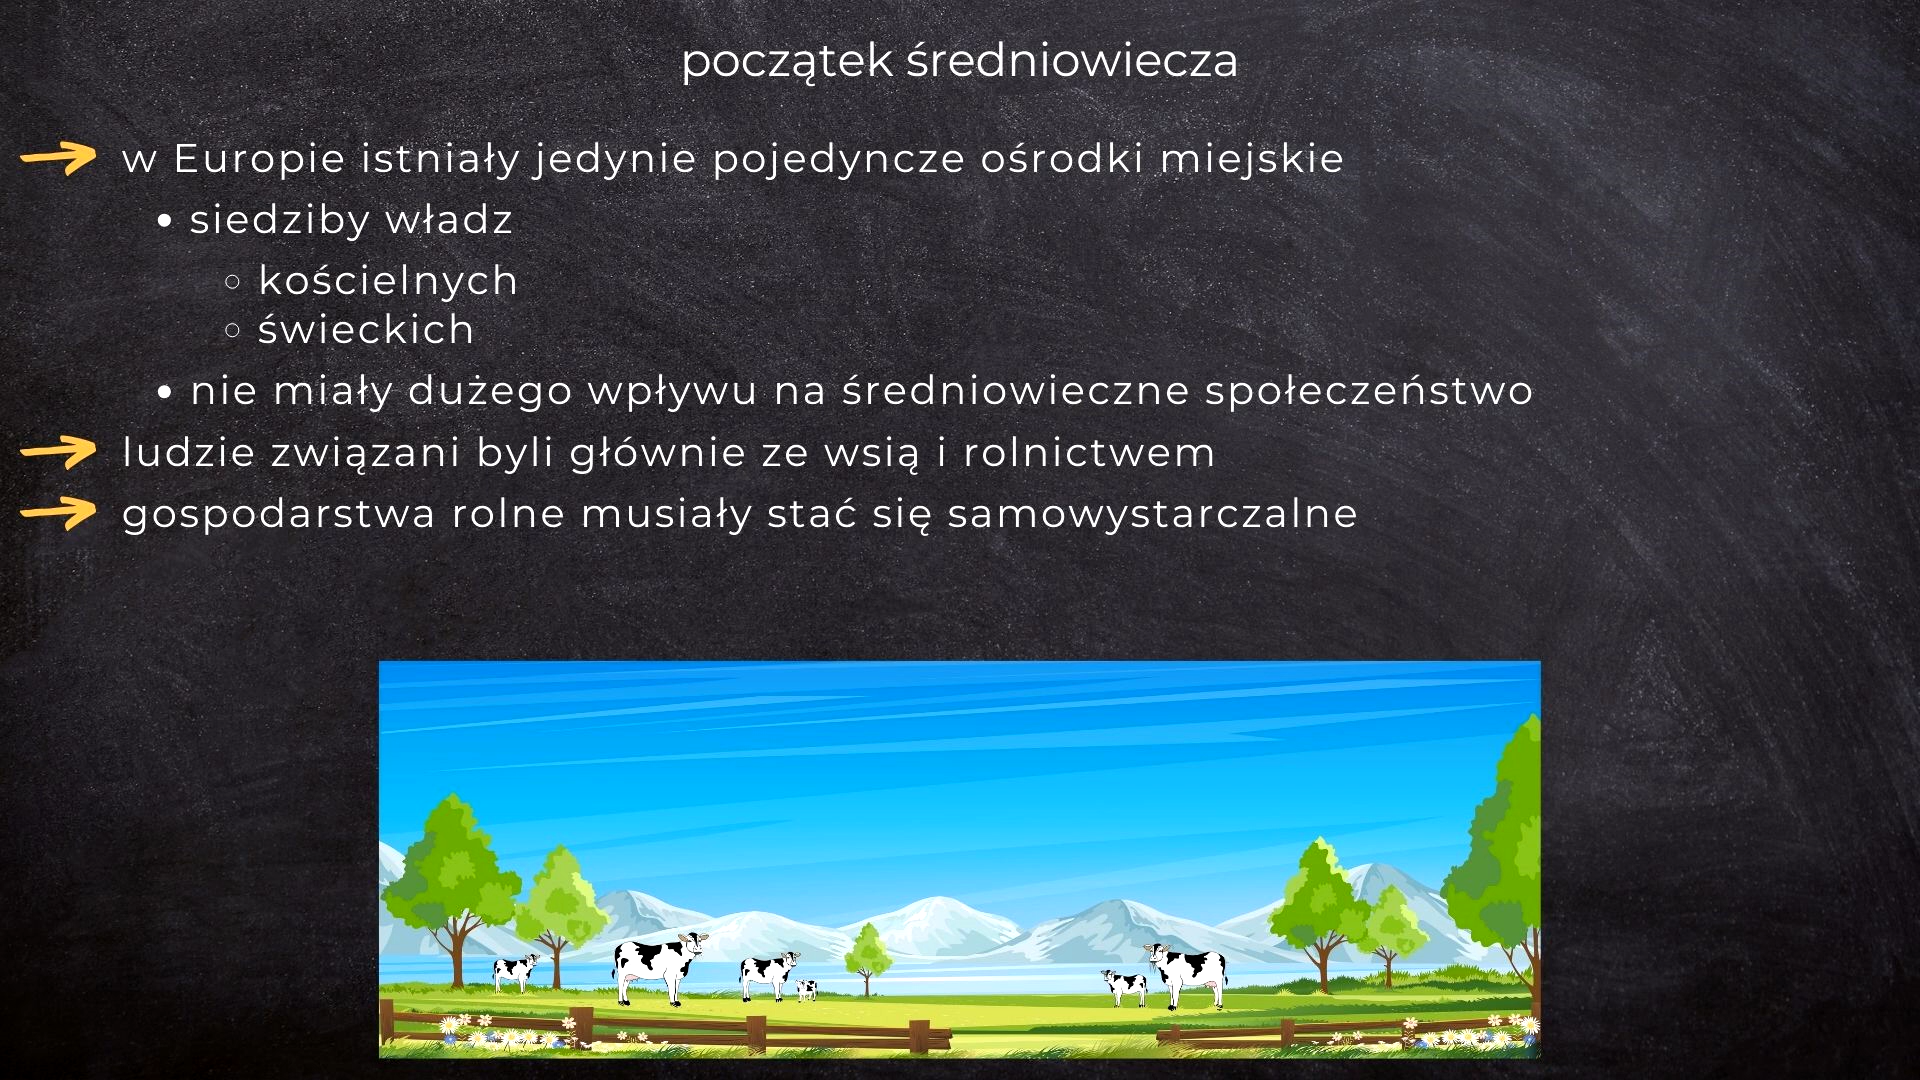 początek średniowiecza
w Europie istniały jedynie pojedyncze ośrodki miejskie
siedziby władz
kościelnych
świeckich
nie miały dużego wpływu na średniowieczne społeczeństwo
ludzie związani byli głównie ze wsią i rolnictwem
gospodarstwa rolne musiały stać się samowystarczalne